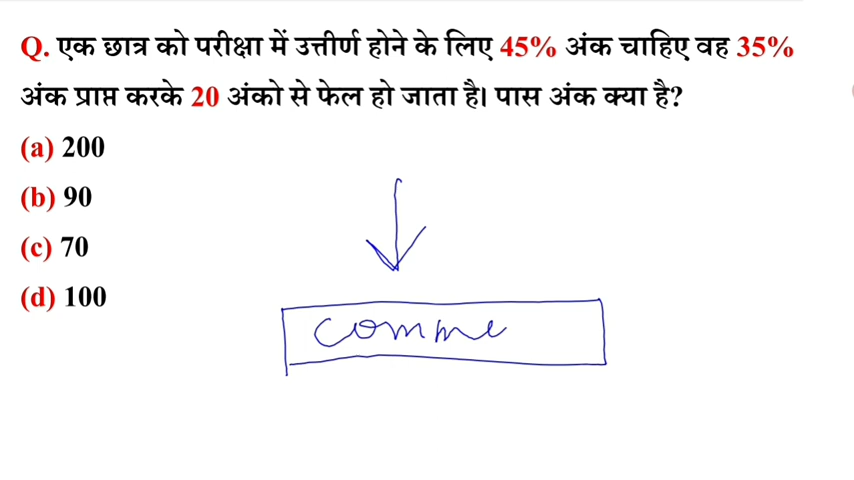 Q. एक छात्र को परीक्षा में उत्तीर्ण होने के लिए 45% अंक चाहिए वह 35%
अंक प्राप्त करके 20 अंको से फेल हो जाता है। पास अंक क्या है?
(a) 200
(b) 90
(c) 70
(d) 100
comme